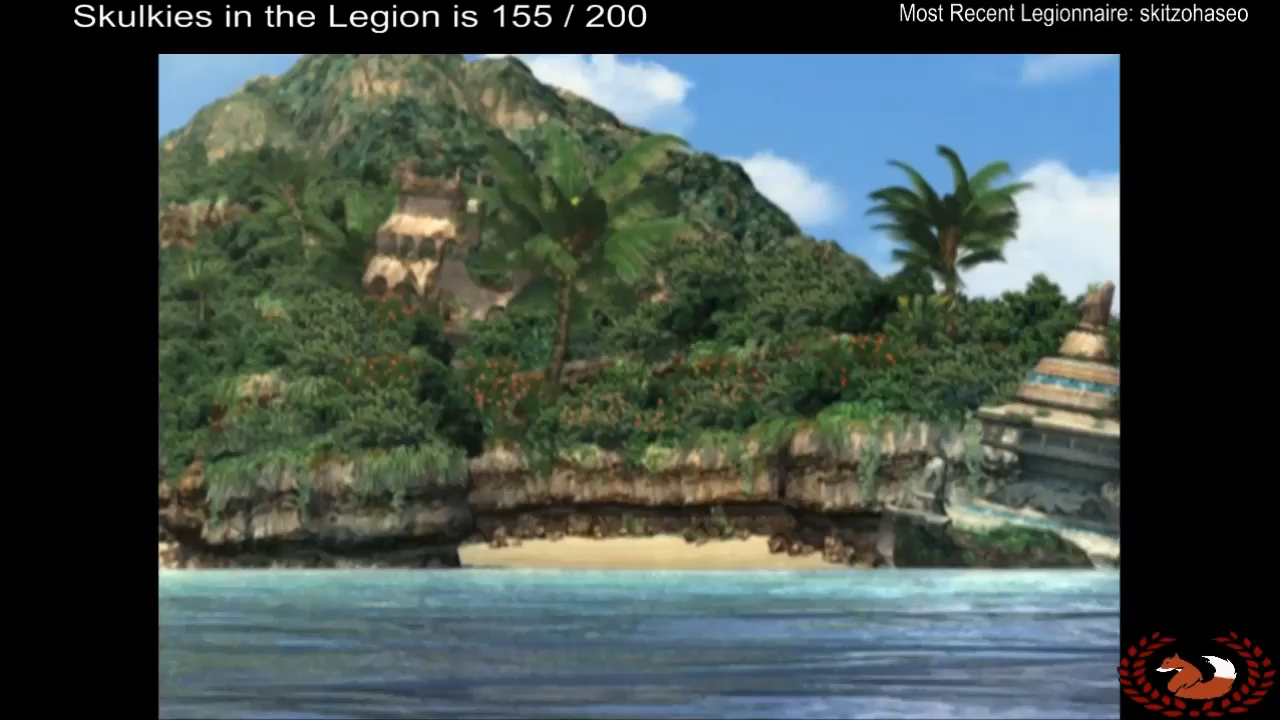 Skulkies in the Legion is 155 / 200
Most Recent Legionnaire: skitzohaseo